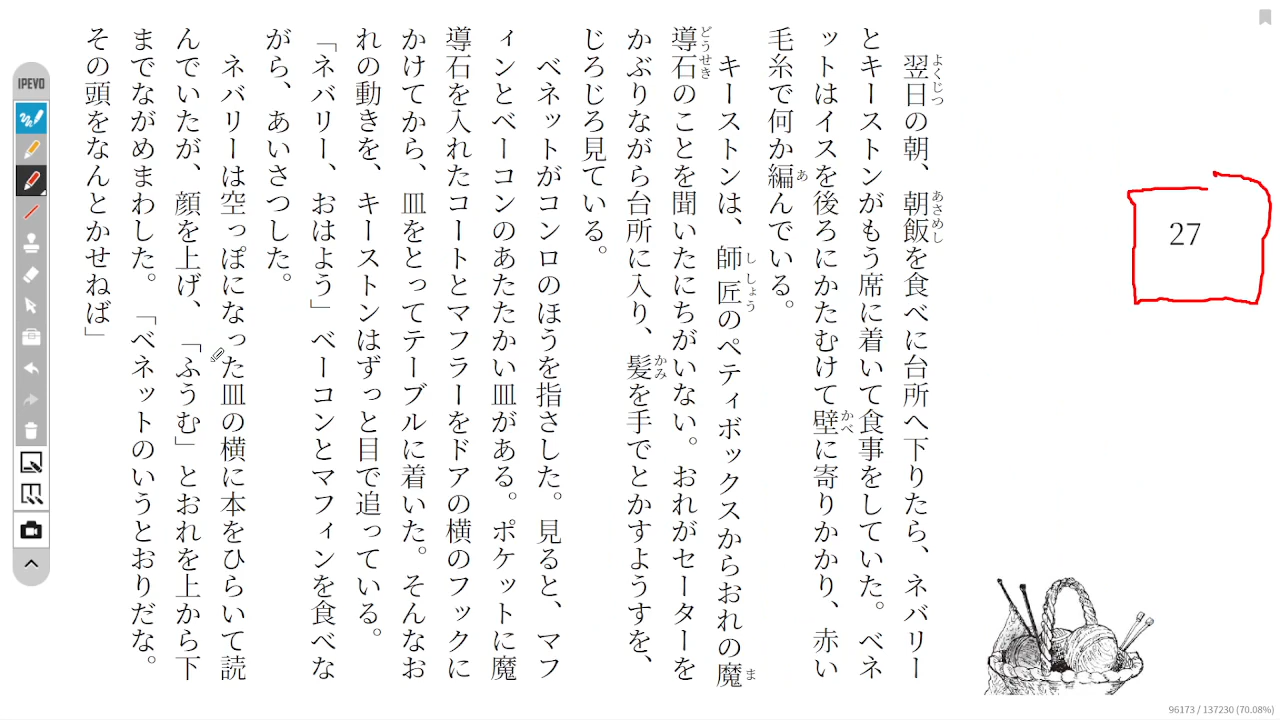 27
翌日の朝、朝飯を食べに台所へ下りたら、ネバリー
とキーストンがもう席に着いて食事をしていた。ベネ
ットはイスを後ろにかたむけて壁に寄りかかり、赤い
毛糸で何か編んでいる。
キーストンは、師匠のペティボックスからおれの魔
導石のことを聞いたにちがいない。おれがセーターを
かぶりながら台所に入り、髪を手でとかすようすを、
じろじろ見ている。
ベネットがコンロのほうを指さした。見ると、マフ
ィンとベーコンのあたたかい皿がある。ポケットに魔
導石を入れたコートとマフラーをドアの横のフックに
かけてから、皿をとってテーブルに着いた。そんなお
れの動きを、キーストンはずっと目で追っている。
「ネバリー、おはよう」ベーコンとマフィンを食べな
がら、あいさつした。
ネバリーは空っぽになった皿の横に本をひらいて読
んでいたが、顔を上げ、「ふうむ」とおれを上から下
までながめまわした。「ベネットのいうとおりだな。
その頭をなんとかせねば」
IPEVO
96173 / 137230 (70.08%)